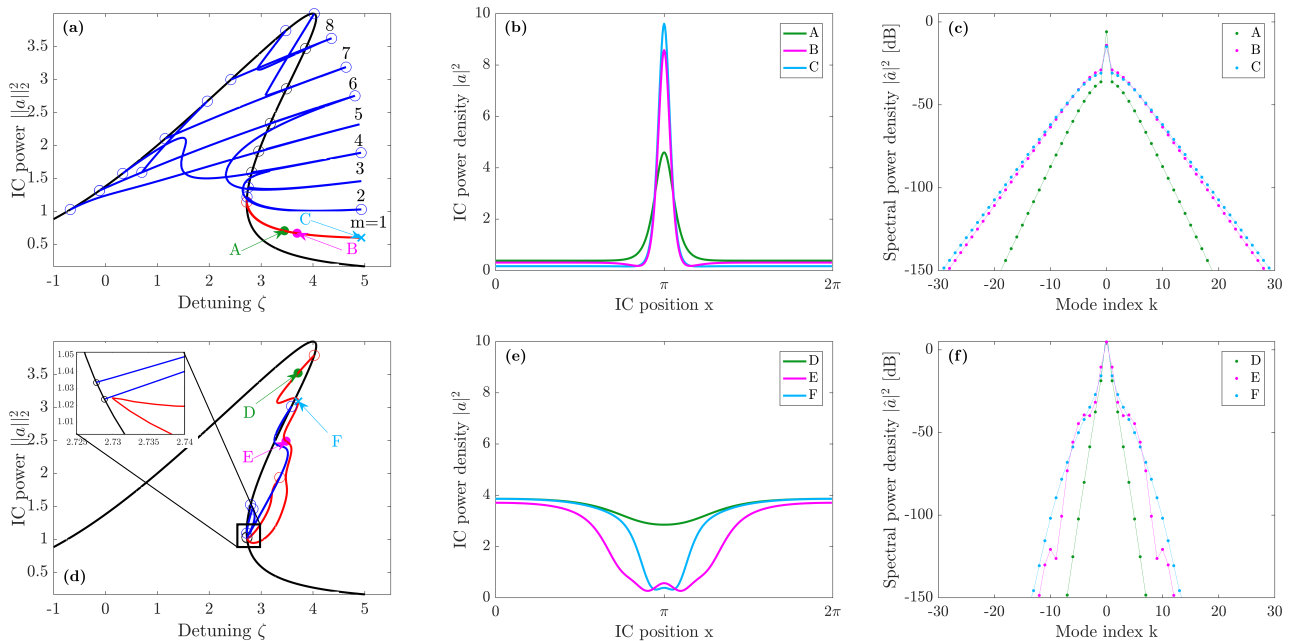 (a)
IC power ||a||²₂
3.5
3
2.5
2
1.5
1
0.5
-1 0 1 2 3 4 5
Detuning ζ
8
7
6
5
4
3
2
m=1
C
A
B
(b)
IC power density |a|²
10
8
6
4
2
0
0 π 2π
IC position x
A
B
C
(c)
Spectral power density |â|² [dB]
0
-50
-100
-150
-30 -20 -10 0 10 20 30
Mode index k
A
B
C
(d)
IC power ||a||²₂
3.5
3
2.5
2
1.5
1
0.5
-1 0 1 2 3 4 5
Detuning ζ
1.05
1.04
1.03
1.02
1.01
2.725 2.73 2.735 2.74
D
E
F
(e)
IC power density |a|²
10
8
6
4
2
0
0 π 2π
IC position x
D
E
F
(f)
Spectral power density |â|² [dB]
0
-50
-100
-150
-30 -20 -10 0 10 20 30
Mode index k
D
E
F